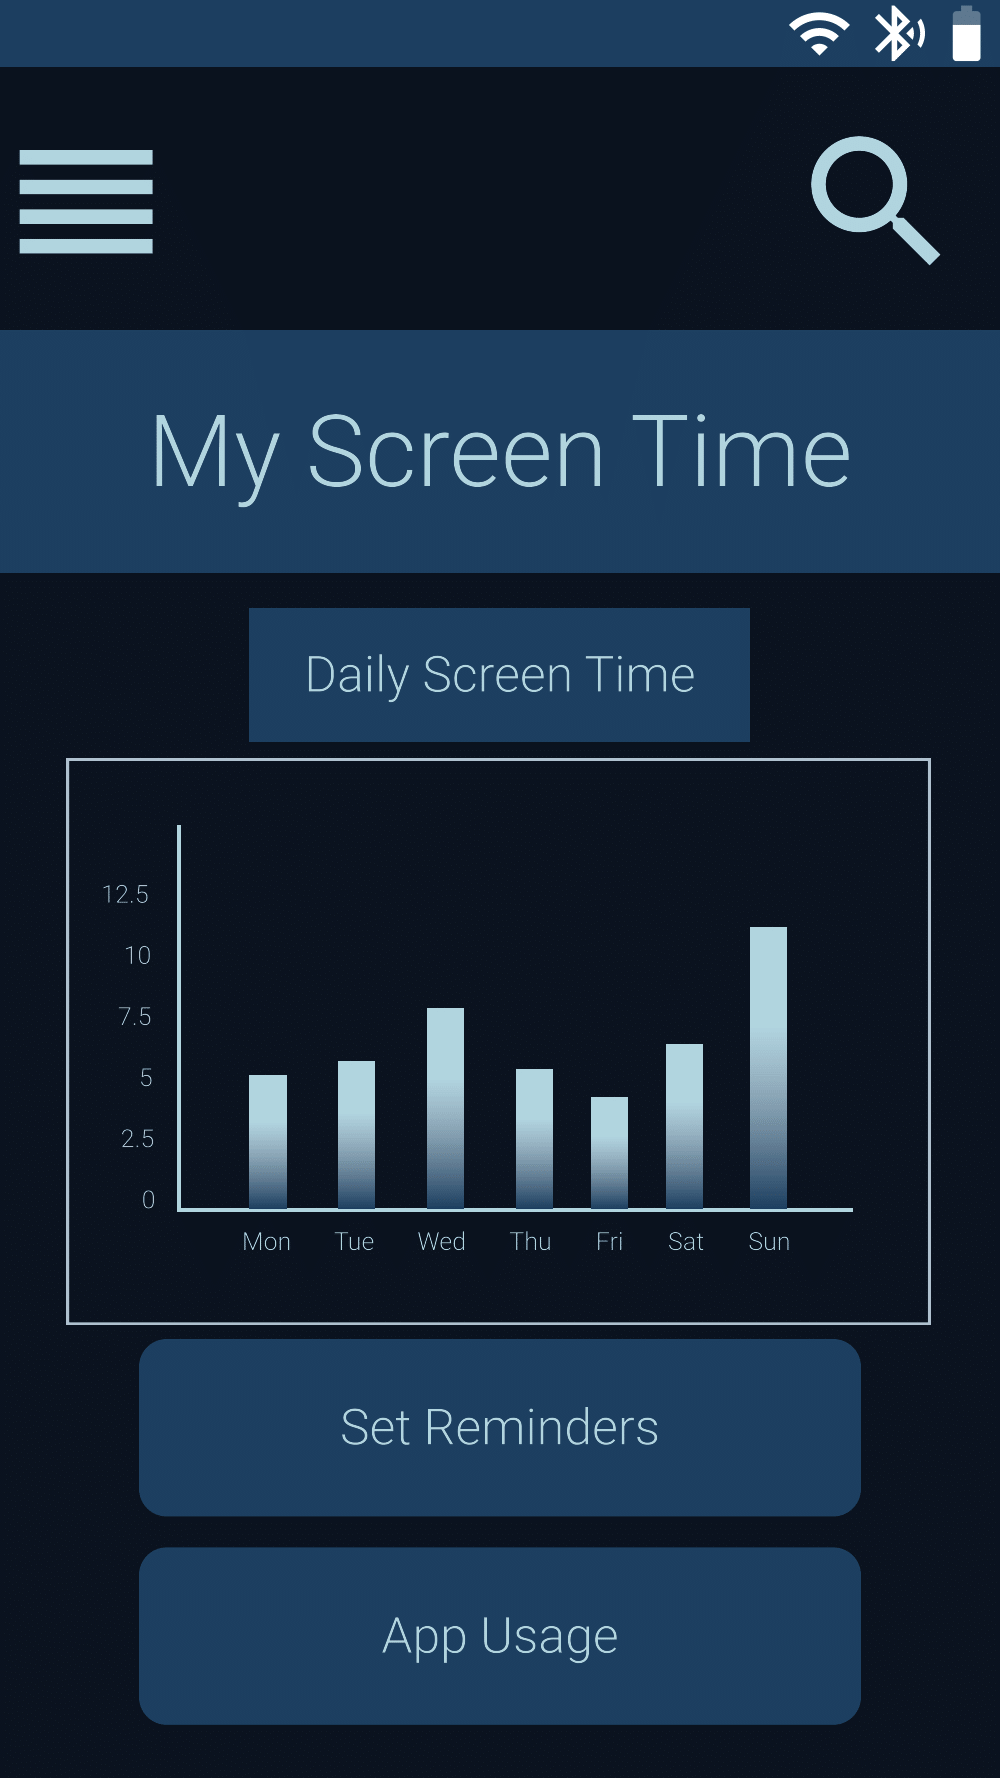 My Screen Time
Daily Screen Time
12.5
10
7.5
5
2.5
0
Mon Tue Wed Thu Fri Sat Sun
Set Reminders
App Usage